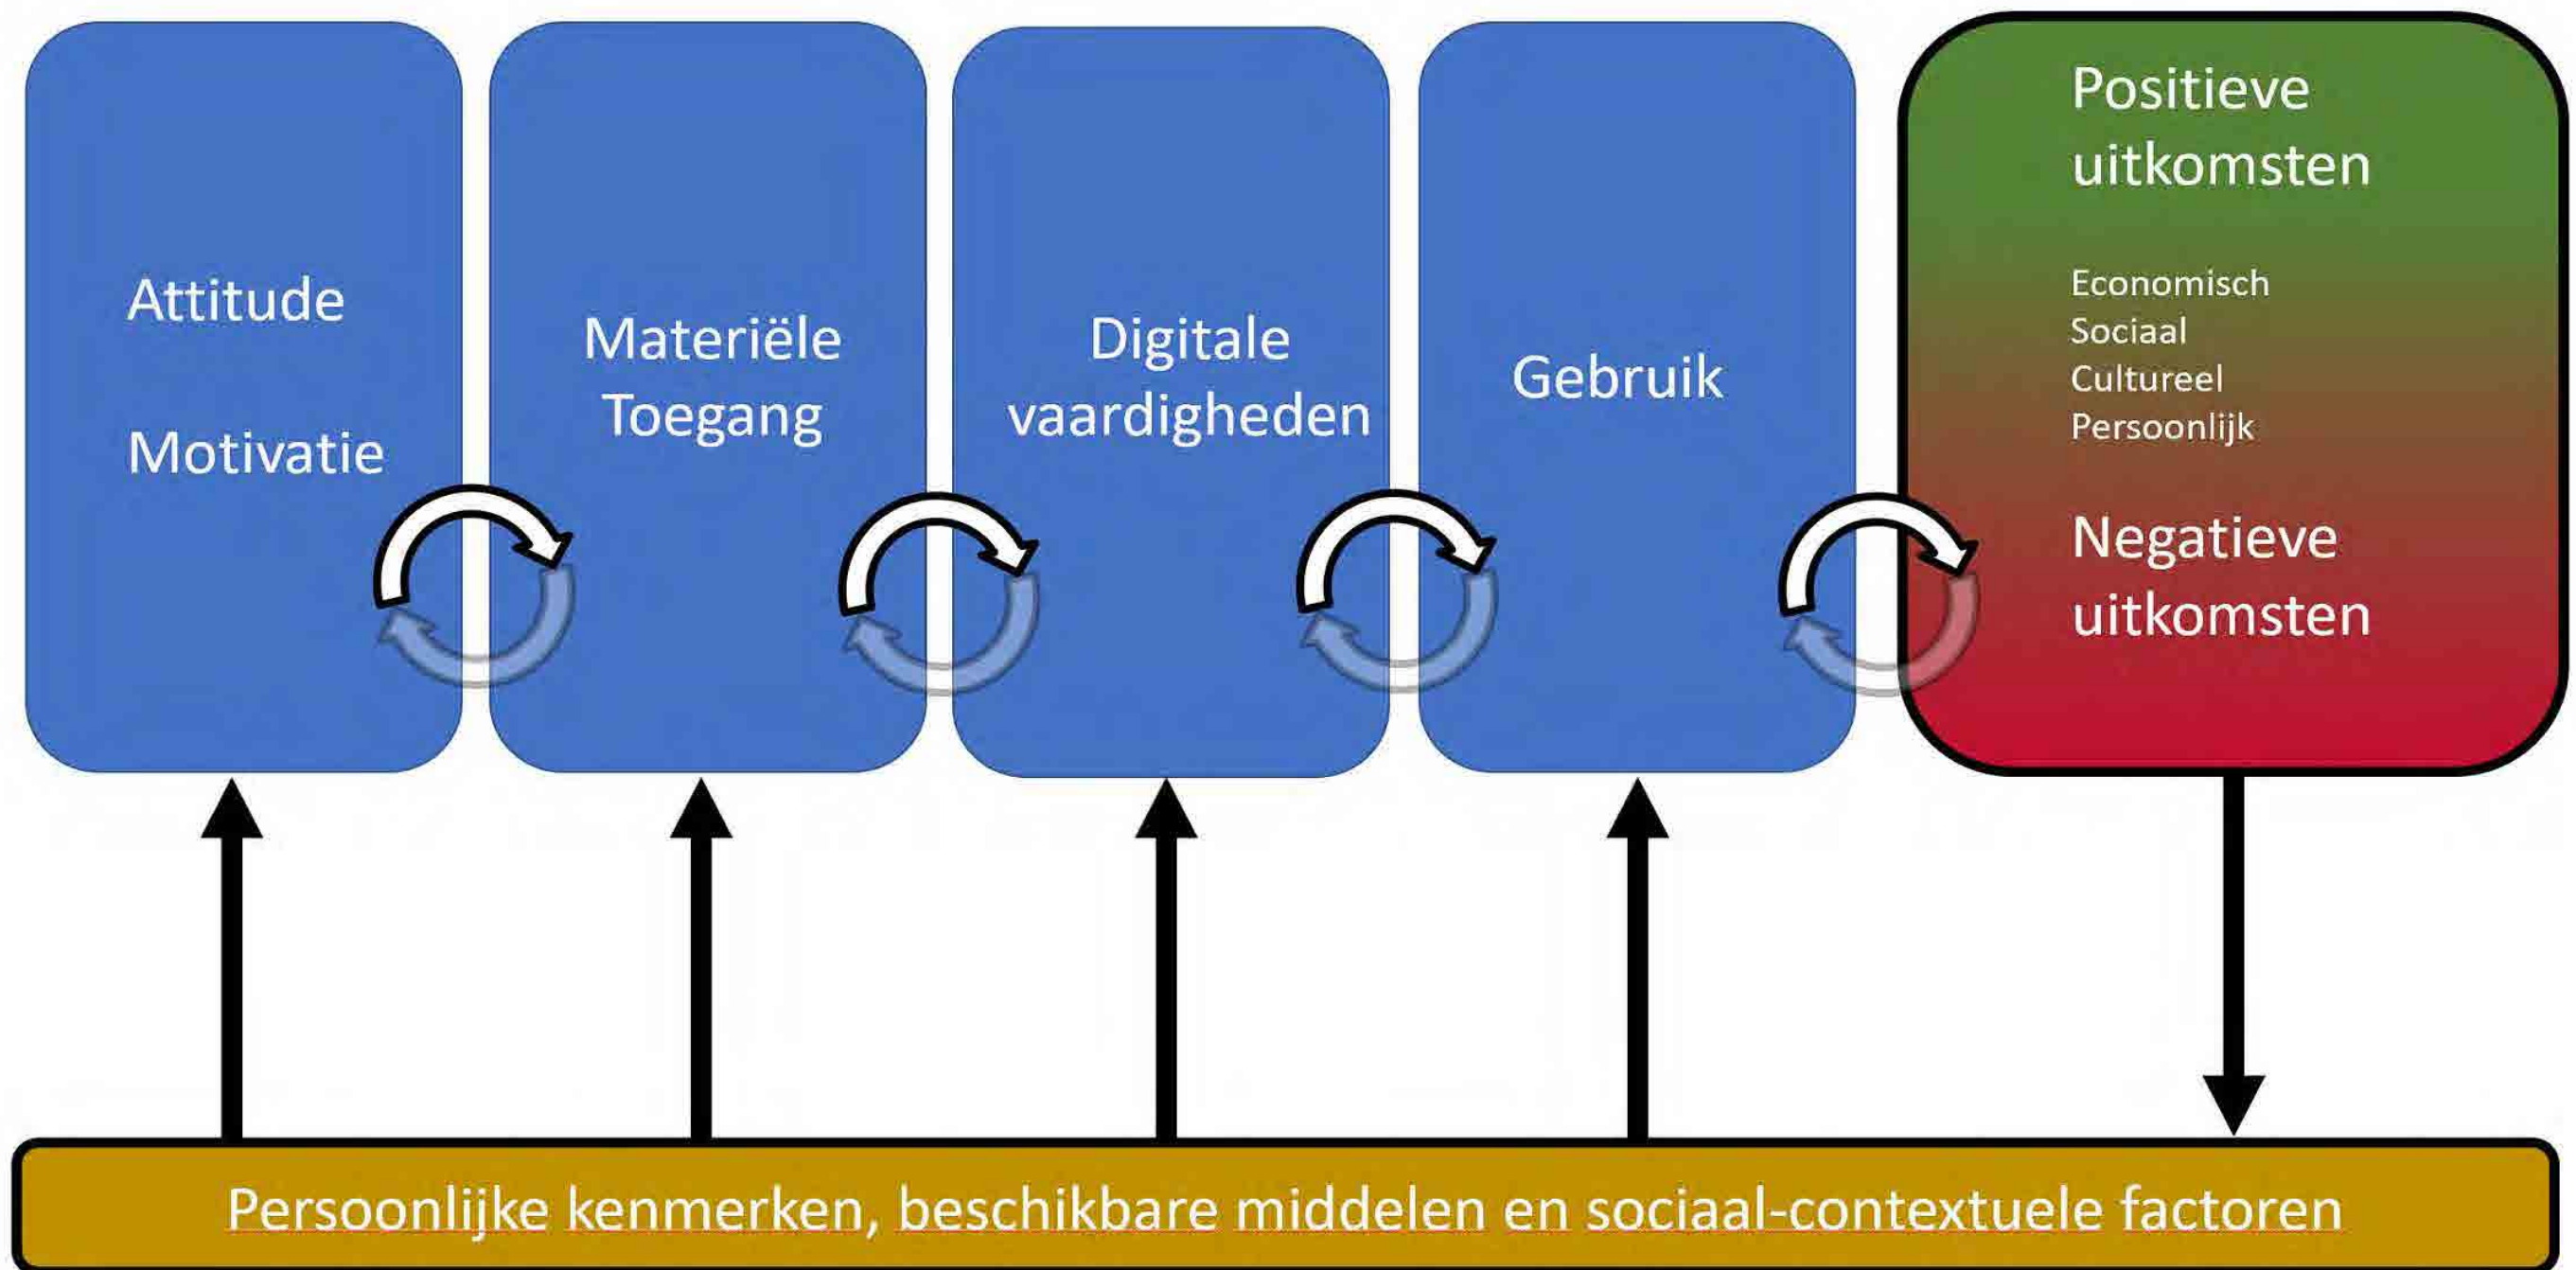 Attitude
Motivatie
Materiële
Toegang
Digitale
vaardigheden
Gebruik
Positieve
uitkomsten
Economisch
Sociaal
Cultureel
Persoonlijk
Negatieve
uitkomsten
Persoonlijke kenmerken, beschikbare middelen en sociaal-contextuele factoren